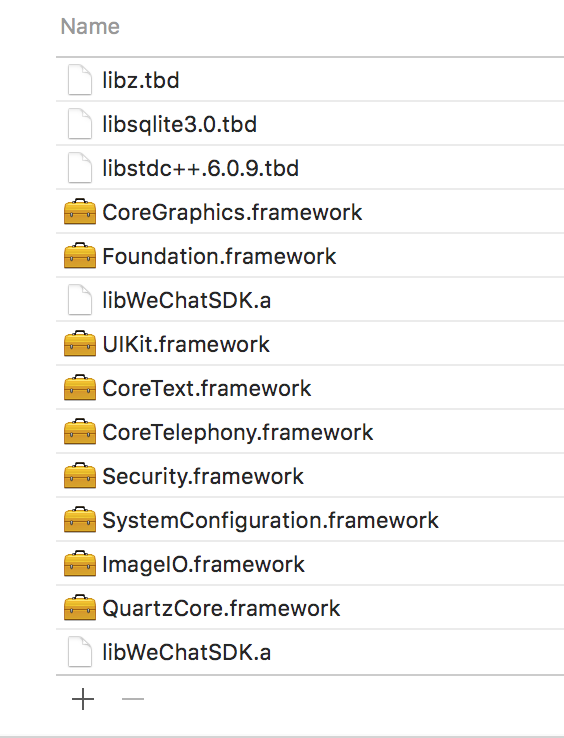 Name
libz.tbd
libsqlite3.0.tbd
libstdc++.6.0.9.tbd
CoreGraphics.framework
Foundation.framework
libWeChatSDK.a
UIKit.framework
CoreText.framework
CoreTelephony.framework
Security.framework
SystemConfiguration.framework
ImageIO.framework
QuartzCore.framework
libWeChatSDK.a